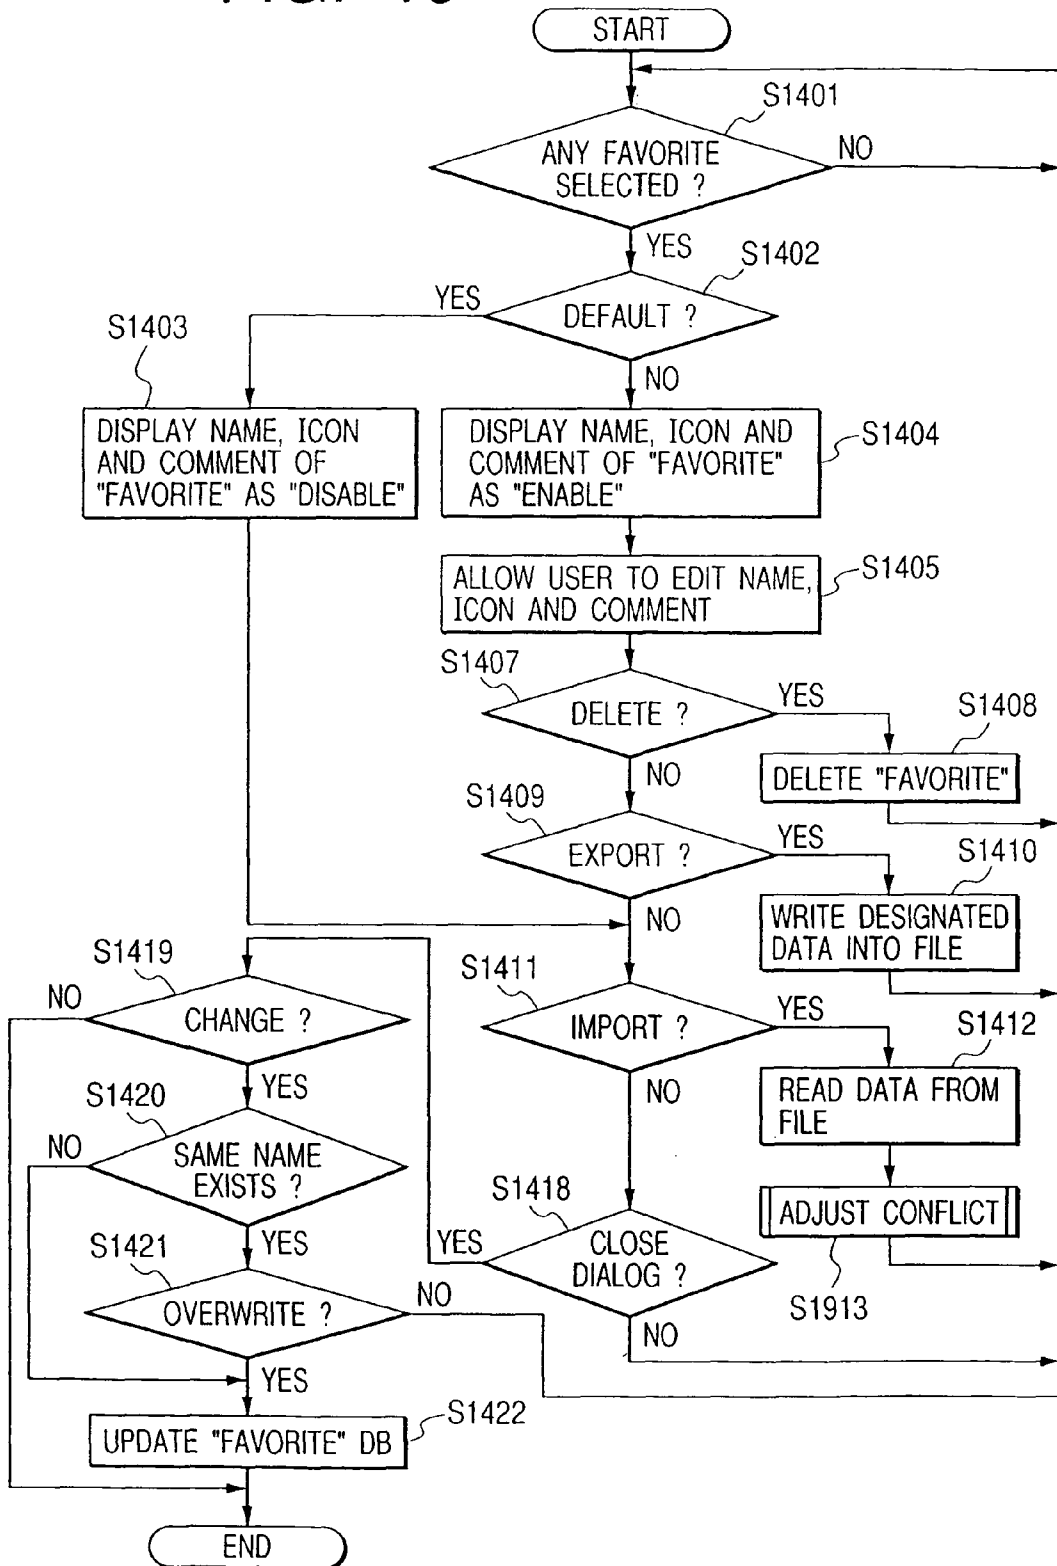 START
S1401
ANY FAVORITE
SELECTED ?
NO
YES
S1402
DEFAULT ?
YES
NO
S1403
DISPLAY NAME, ICON
AND COMMENT OF
"FAVORITE" AS "DISABLE"
DISPLAY NAME, ICON AND
COMMENT OF "FAVORITE"
AS "ENABLE"
S1404
ALLOW USER TO EDIT NAME,
ICON AND COMMENT
S1405
S1407
DELETE ?
YES
NO
S1408
DELETE "FAVORITE"
S1409
EXPORT ?
YES
NO
S1410
WRITE DESIGNATED
DATA INTO FILE
S1411
IMPORT ?
YES
NO
S1412
READ DATA FROM
FILE
ADJUST CONFLICT
S1913
S1418
CLOSE
DIALOG ?
YES
NO
S1419
CHANGE ?
NO
YES
S1420
SAME NAME
EXISTS ?
NO
YES
S1421
OVERWRITE ?
NO
YES
UPDATE "FAVORITE" DB
S1422
END